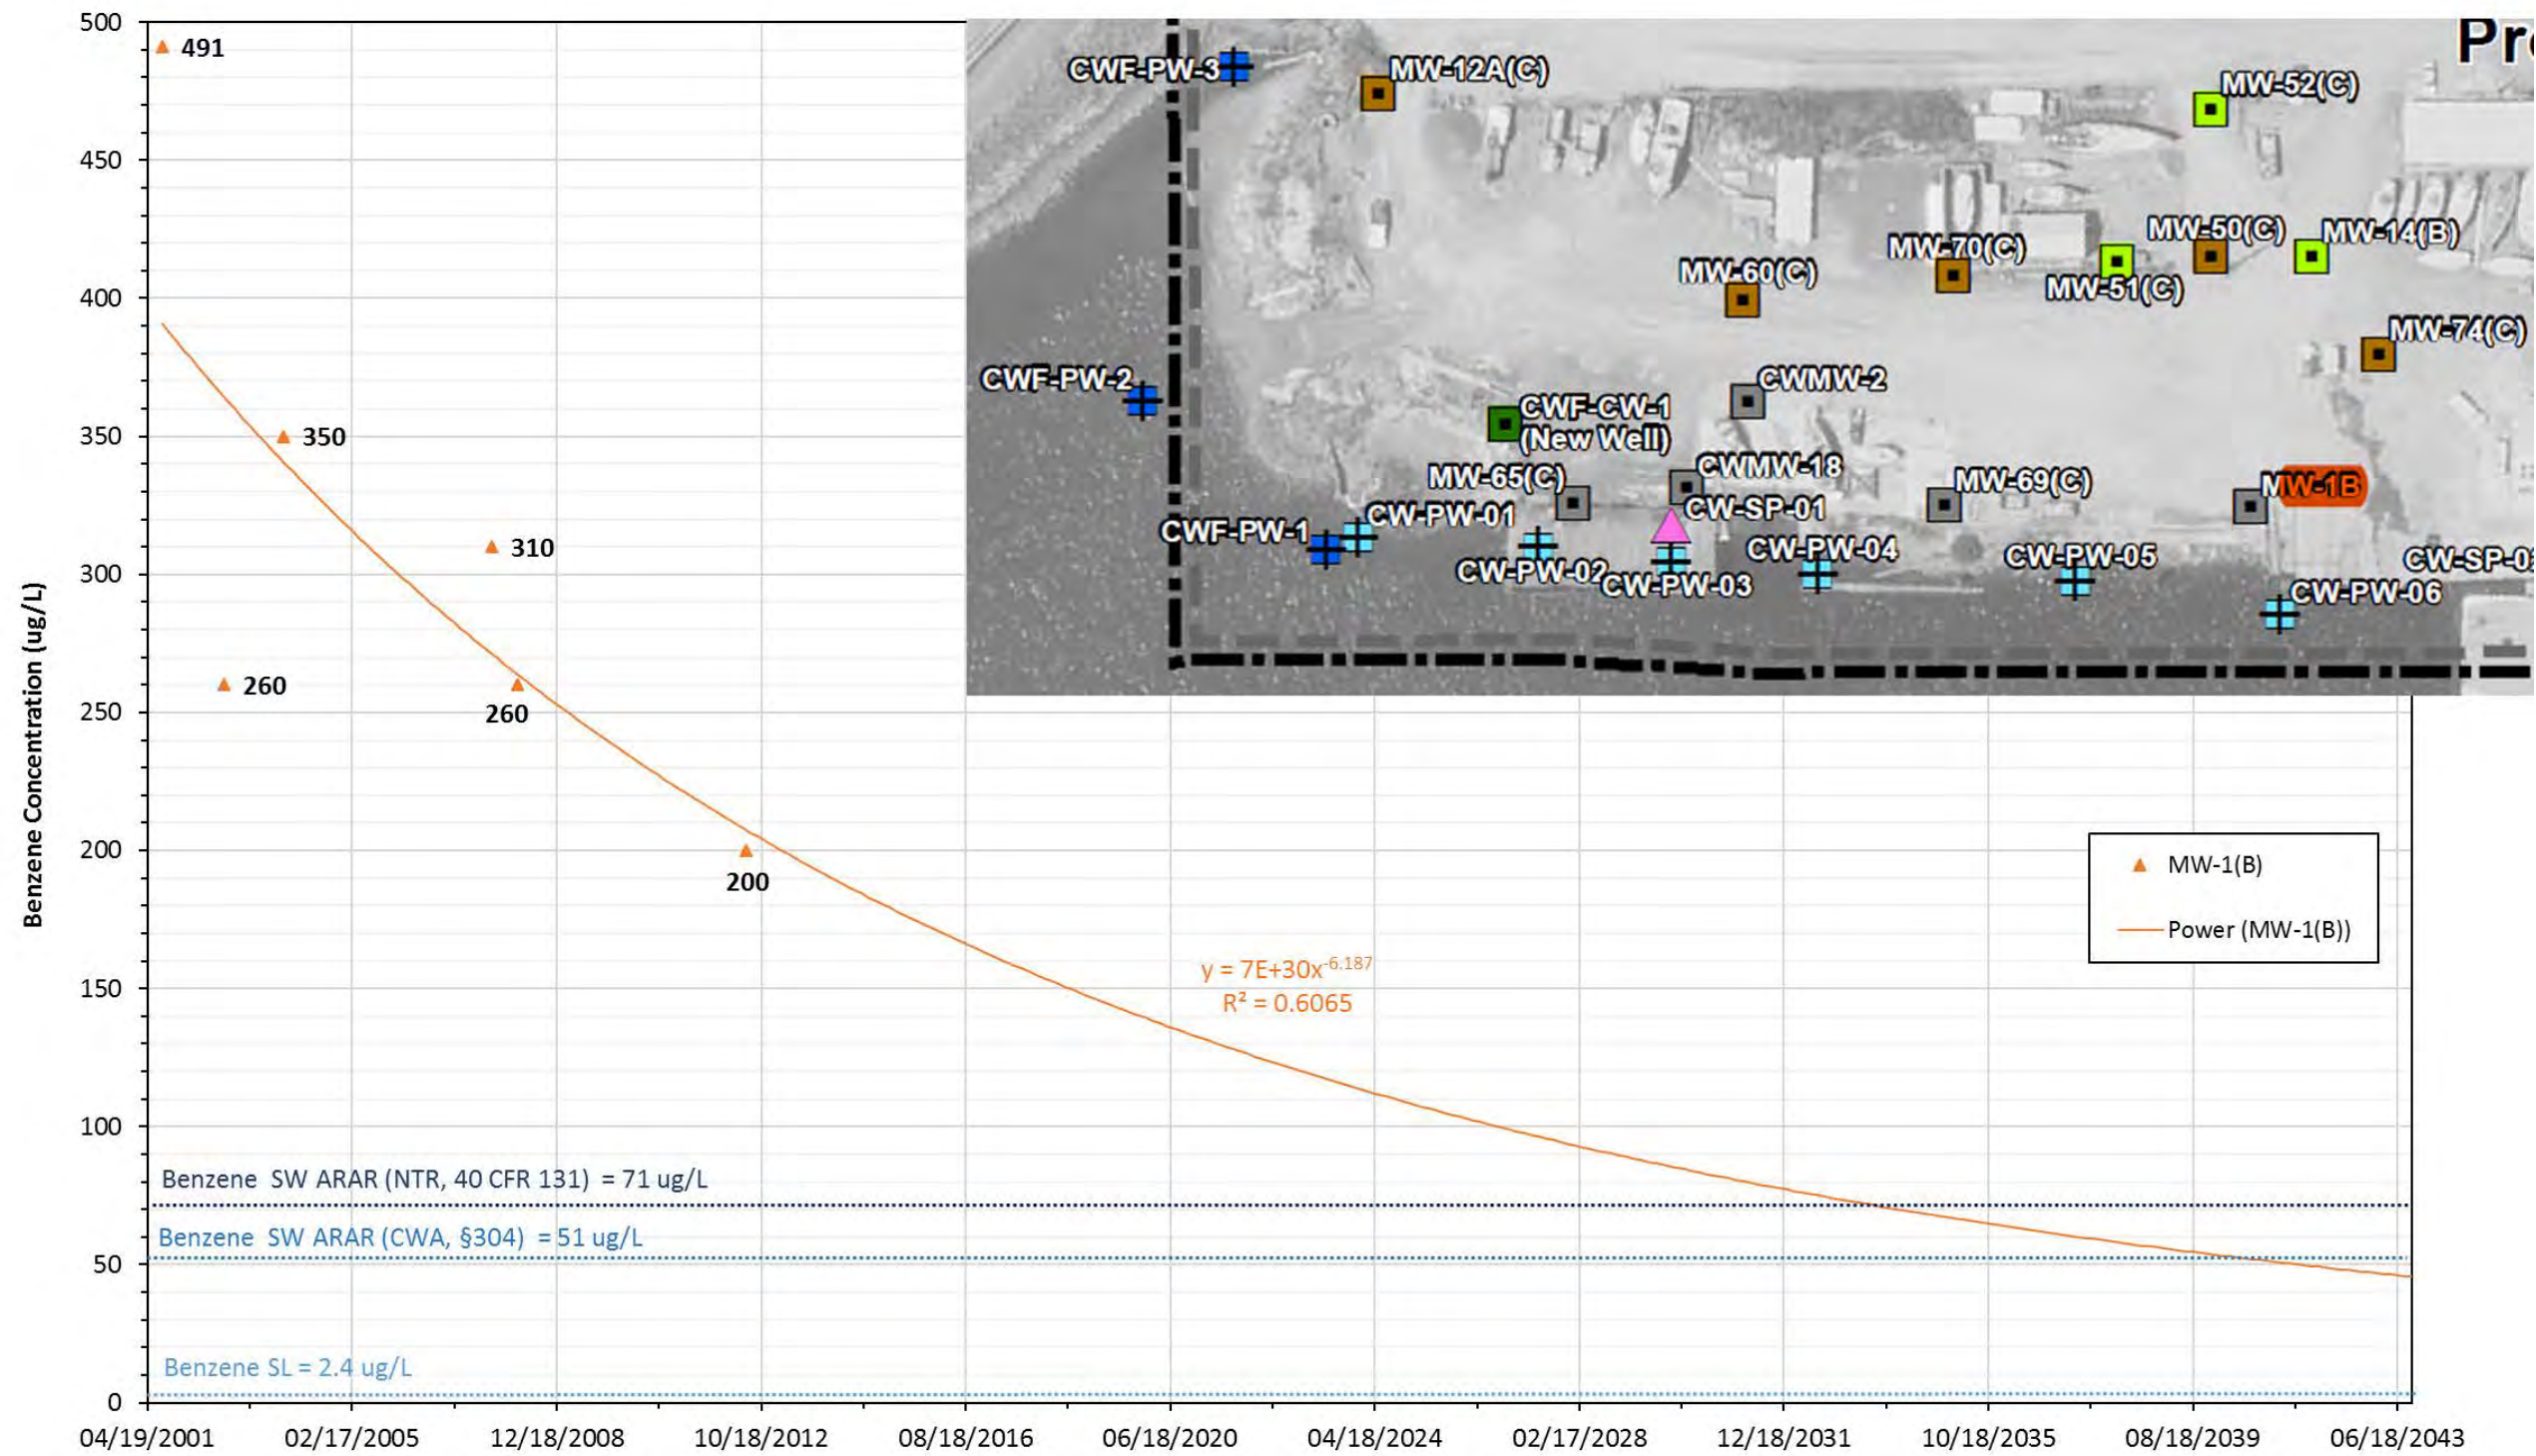 500
450
400
350
300
250
200
150
100
50
0
Benzene Concentration (ug/L)
491
350
260
310
260
200
CWF-PW-3
MW-12A(C)
MW-52(C)
MW-70(C)
MW-50(C)
MW-14(B)
MW-60(C)
MW-51(C)
MW-74(C)
CWF-PW-2
CWMW-2
CWF-CW-1
(New Well)
MW-65(C)
CWMW-18
MW-69(C)
MW-1B
CWF-PW-1
CW-PW-01
CW-SP-01
CW-PW-02
CW-PW-03
CW-PW-04
CW-PW-05
CW-PW-06
y = 7E+30x-6.187
R² = 0.6065
MW-1(B)
Power (MW-1(B))
Benzene SW ARAR (NTR, 40 CFR 131) = 71 ug/L
Benzene SW ARAR (CWA, §304) = 51 ug/L
Benzene SL = 2.4 ug/L
04/19/2001
02/17/2005
12/18/2008
10/18/2012
08/18/2016
06/18/2020
04/18/2024
02/17/2028
12/18/2031
10/18/2035
08/18/2039
06/18/2043